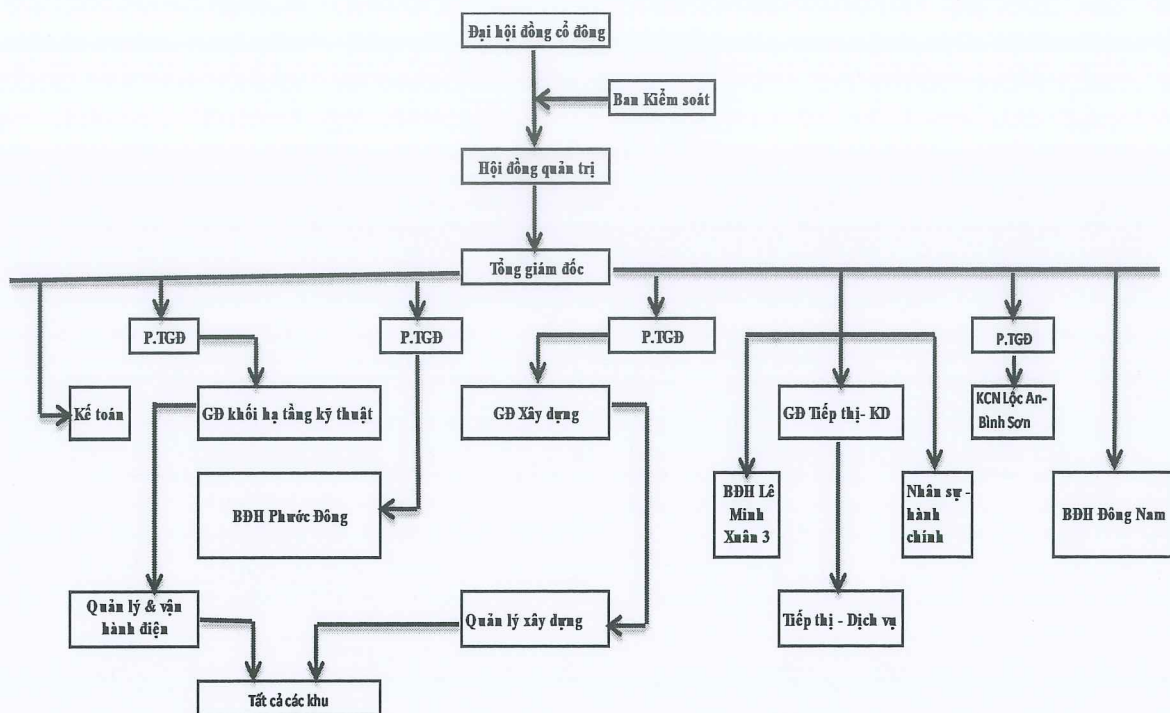 Đại hội đồng cổ đông
Ban Kiểm soát
Hội đồng quản trị
Tổng giám đốc
P.TGĐ
P.TGĐ
P.TGĐ
P.TGĐ
Kế toán
GĐ khối hạ tầng kỹ thuật
GĐ Xây dựng
GĐ Tiếp thị- KD
KCN Lộc An-
Bình Sơn
BĐH Phước Đông
BĐH Lê
Minh
Xuân 3
Nhân sự -
hành
chính
BĐH Đông Nam
Quản lý & vận
hành điện
Quản lý xây dựng
Tiếp thị - Dịch vụ
Tất cả các khu